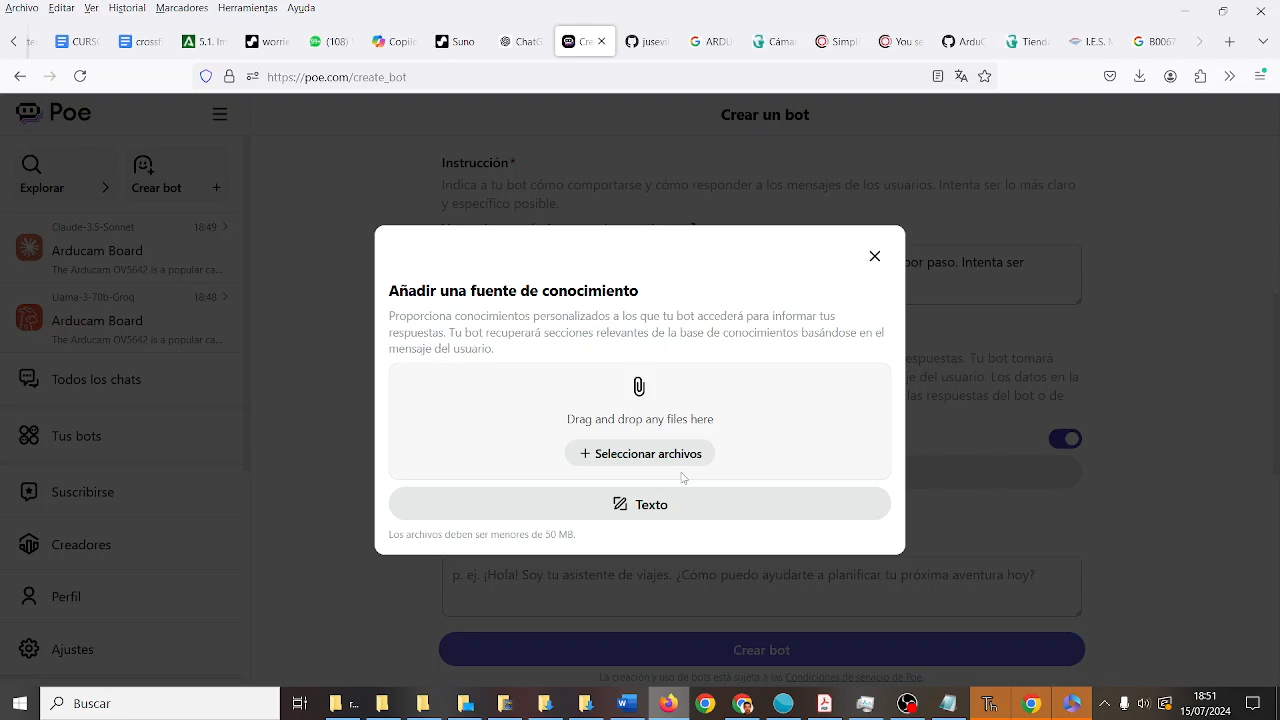 Archivo Editar Ver Historial Marcadores Herramientas Ayuda
CURSO
crossf
5.1. Im
worrie
(108)
Copilo
Suno
ChatG
Cre
jusevil
ARDU
Cámar
Simpl
You se
ArduC
Tienda
I.E.S. M
B0067
https://poe.com/create_bot
Poe
Crear un bot
Explorar
Crear bot
Claude-3.5-Sonnet 18:49
Arducam Board
The Arducam OV5642 is a popular ca...
Llama-3-70b-Groq 18:48
Arducam Board
The Arducam OV5642 is a popular ca...
Todos los chats
Tus bots
Suscribirse
Creadores
Perfil
Ajustes
Instrucción*
Indica a tu bot cómo comportarse y cómo responder a los mensajes de los usuarios. Intenta ser lo más claro
y específico posible.
por paso. Intenta ser
Añadir una fuente de conocimiento
Proporciona conocimientos personalizados a los que tu bot accederá para informar tus
respuestas. Tu bot recuperará secciones relevantes de la base de conocimientos basándose en el
mensaje del usuario.
Drag and drop any files here
Seleccionar archivos
Texto
Los archivos deben ser menores de 50 MB.
espuestas. Tu bot tomará
je del usuario. Los datos en la
las respuestas del bot o de
p. ej. ¡Hola! Soy tu asistente de viajes. ¿Cómo puedo ayudarte a planificar tu próxima aventura hoy?
Crear bot
La creación y uso de bots está sujeta a las Condiciones de servicio de Poe.
Buscar
18:51
15/07/2024